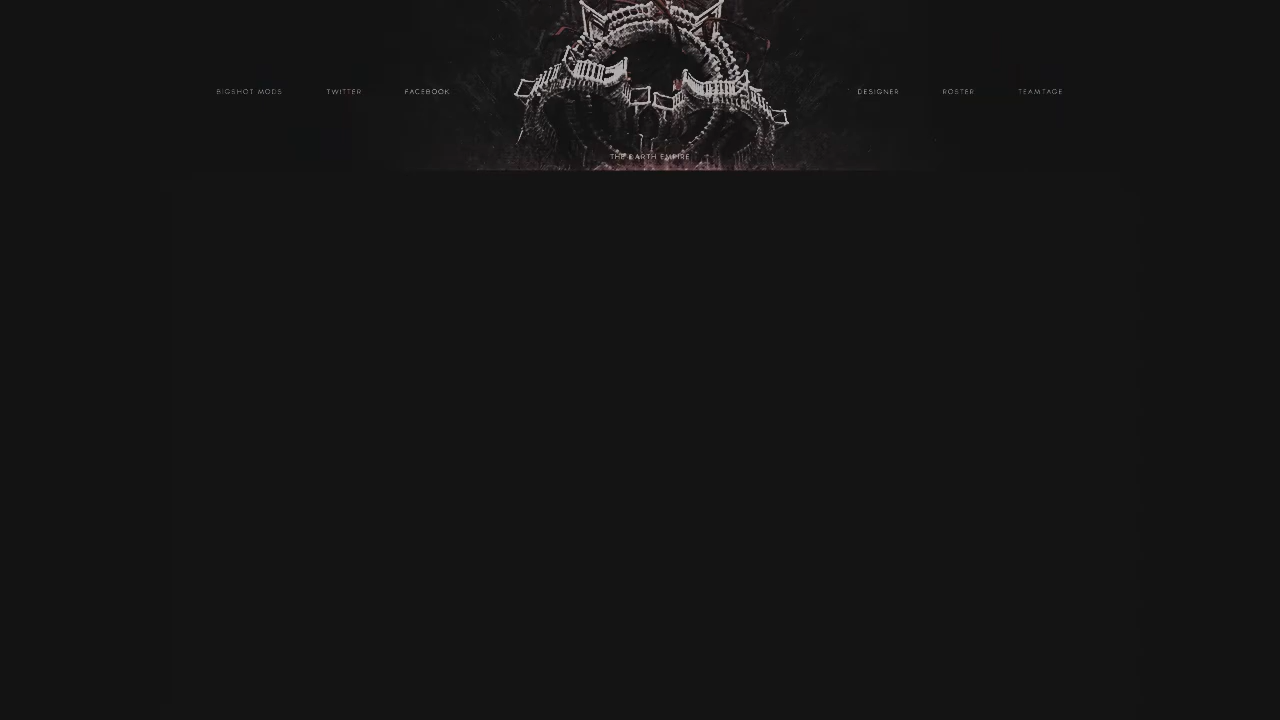 BIGSHOT MODS TWITTER FACEBOOK DESIGNER ROSTER TEAMTAGE
THE EARTH EMPIRE